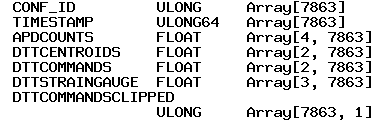 CONF_ID ULONG Array[7863]
TIMESTAMP ULONG64 Array[7863]
APDCOUNTS FLOAT Array[4, 7863]
DTTCENTROIDS FLOAT Array[2, 7863]
DTTCOMMANDS FLOAT Array[2, 7863]
DTTSTRAINGAUGE FLOAT Array[3, 7863]
DTTCOMMANDSCLIPPED
ULONG Array[7863, 1]